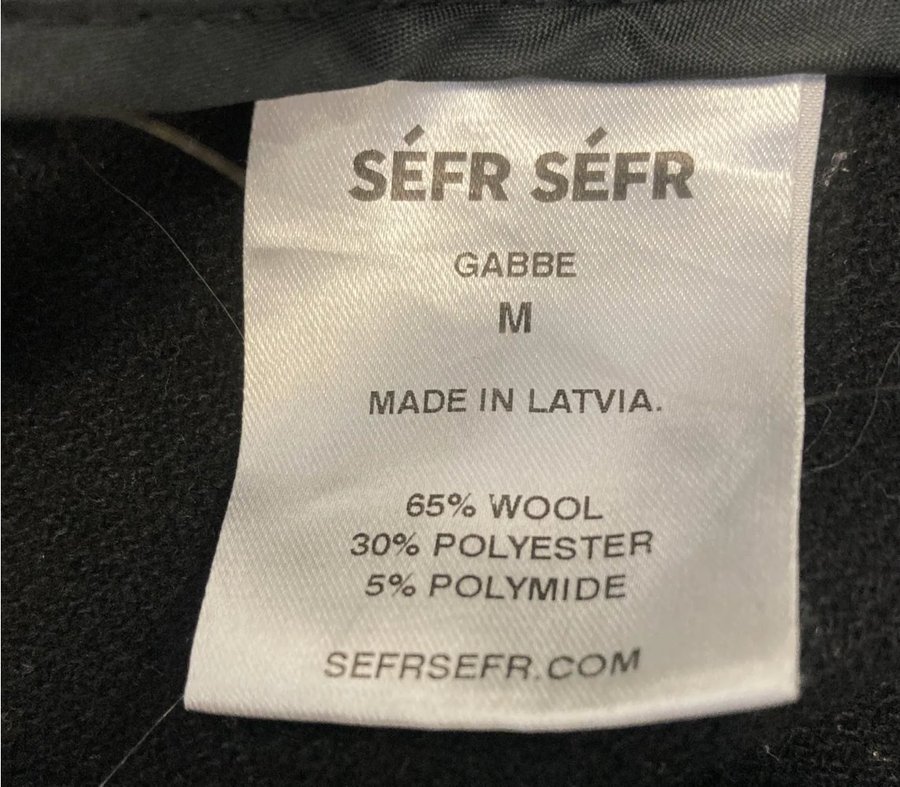 SÉFR SÉFR
GABBE
M
MADE IN LATVIA.
65% WOOL
30% POLYESTER
5% POLYMIDE
SEFRSEFR.COM